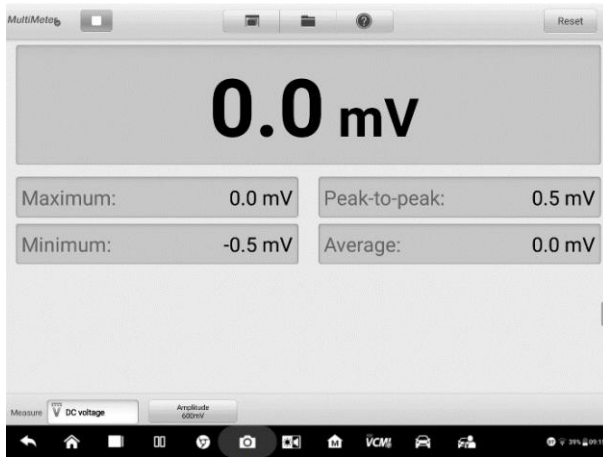 MultiMeter
Reset
0.0 mV
Maximum: 0.0 mV
Peak-to-peak: 0.5 mV
Minimum: -0.5 mV
Average: 0.0 mV
Measure
V DC voltage
Amplitude
600mV
M
VCMI
39%